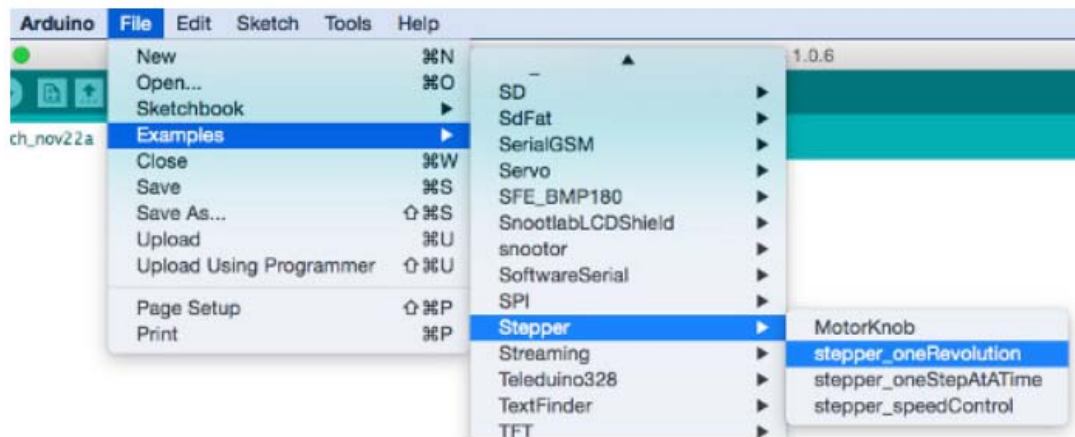 Arduino File Edit Sketch Tools Help
1.0.6
ch_nov22a
New ⌘N
Open... ⌘O
Sketchbook ▶
Examples ▶
Close ⌘W
Save ⌘S
Save As... ⇧⌘S
Upload ⌘U
Upload Using Programmer ⇧⌘U
Page Setup ⇧⌘P
Print ⌘P
▲
SD ▶
SdFat ▶
SerialGSM ▶
Servo ▶
SFE_BMP180 ▶
SnootlabLCDShield ▶
snootor ▶
SoftwareSerial ▶
SPI ▶
Stepper ▶
Streaming ▶
Teleduino328 ▶
TextFinder ▶
TFT ▶
MotorKnob
stepper_oneRevolution
stepper_oneStepAtATime
stepper_speedControl